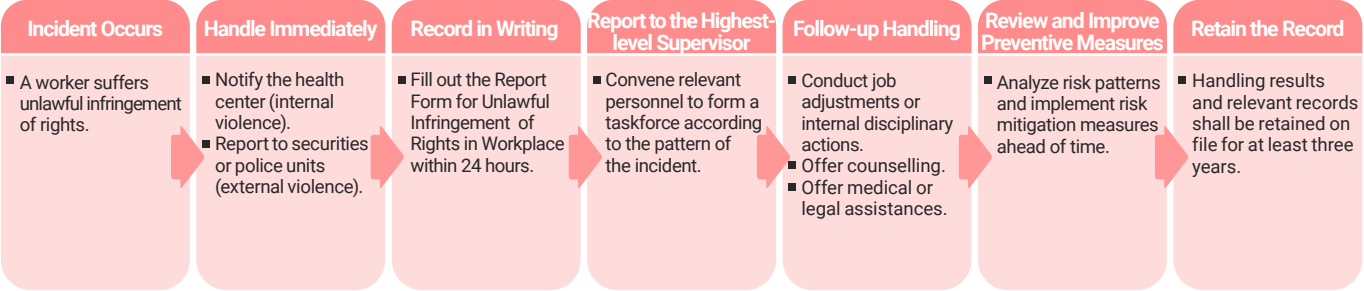 Incident Occurs
A worker suffers
unlawful infringement
of rights.
Handle Immediately
Notify the health
center (internal
violence).
Report to securities
or police units
(external violence).
Record in Writing
Fill out the Report
Form for Unlawful
Infringement of
Rights in Workplace
within 24 hours.
Report to the Highest-
level Supervisor
Convene relevant
personnel to form a
taskforce according
to the pattern of
the incident.
Follow-up Handling
Conduct job
adjustments or
internal disciplinary
actions.
Offer counselling.
Offer medical or
legal assistances.
Review and Improve
Preventive Measures
Analyze risk patterns
and implement risk
mitigation measures
ahead of time.
Retain the Record
Handling results
and relevant records
shall be retained on
file for at least three
years.